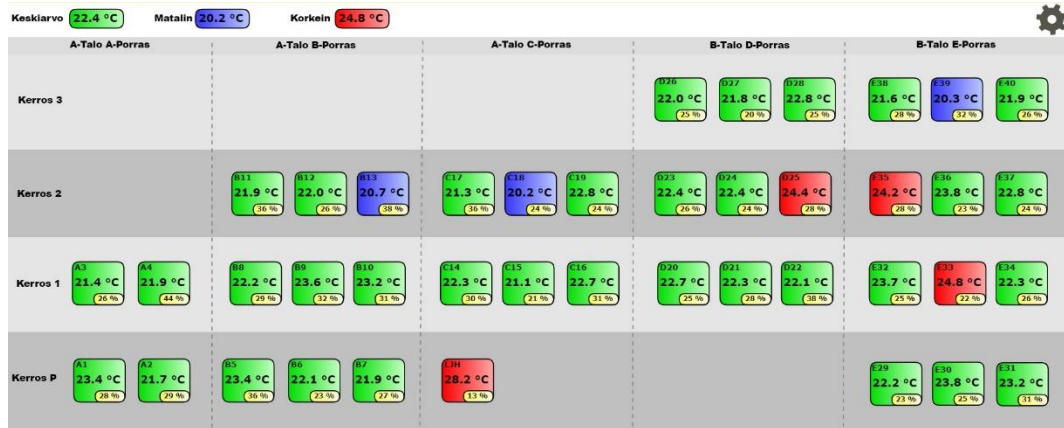 Keskiarvo 22.4 °C Matalin 20.2 °C Korkein 24.8 °C
A-Talo A-Porras A-Talo B-Porras A-Talo C-Porras B-Talo D-Porras B-Talo E-Porras
Kerros 3
D26 D27 D28 E38 E39 E40
22.0 °C 21.8 °C 22.8 °C 21.6 °C 20.3 °C 21.9 °C
25 % 20 % 25 % 28 % 32 % 26 %
Kerros 2
B11 B12 B13 C17 C18 C19 D23 D24 D25 E35 E36 E37
21.9 °C 22.0 °C 20.7 °C 21.3 °C 20.2 °C 22.8 °C 22.4 °C 22.4 °C 24.4 °C 24.2 °C 23.8 °C 22.8 °C
36 % 26 % 38 % 36 % 24 % 24 % 26 % 24 % 28 % 28 % 23 % 24 %
Kerros 1
A3 A4 B8 B9 B10 C14 C15 C16 D20 D21 D22 E32 E33 E34
21.4 °C 21.9 °C 22.2 °C 23.6 °C 23.2 °C 22.3 °C 21.1 °C 22.7 °C 22.7 °C 22.3 °C 22.1 °C 23.7 °C 24.8 °C 22.3 °C
26 % 44 % 29 % 32 % 31 % 30 % 21 % 31 % 25 % 28 % 38 % 25 % 22 % 26 %
Kerros P
A1 A2 B5 B6 B7 LJH E29 E30 E31
23.4 °C 21.7 °C 23.4 °C 22.1 °C 21.9 °C 28.2 °C 22.2 °C 23.8 °C 23.2 °C
28 % 29 % 36 % 23 % 27 % 13 % 23 % 25 % 31 %